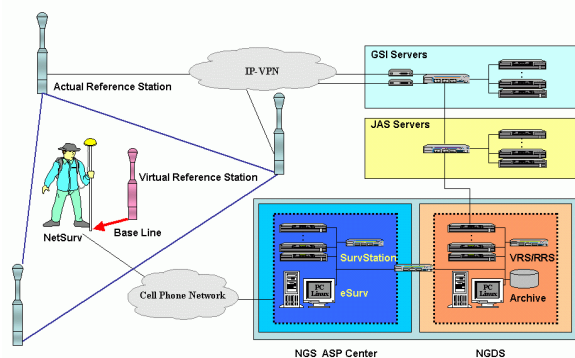 GSI Servers
IP-VPN
Actual Reference Station
JAS Servers
Virtual Reference Station
NetSurv
Base Line
SurvStation
VRS/RRS
Cell Phone Network
eSurv
PC
Linux
PC
Linux
Archive
NGS ASP Center
NGDS